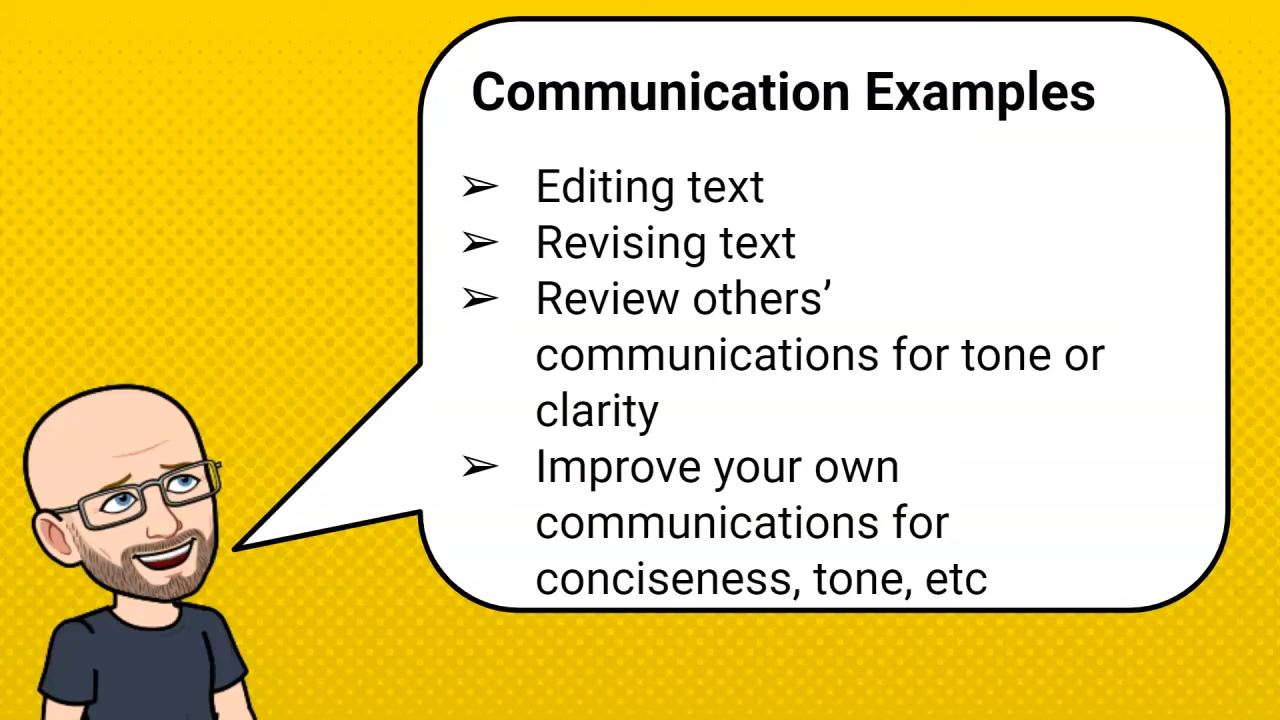 Communication Examples
➢ Editing text
➢ Revising text
➢ Review others’
communications for tone or
clarity
➢ Improve your own
communications for
conciseness, tone, etc